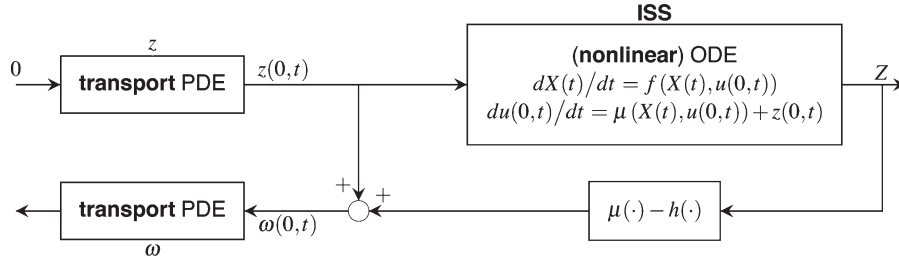 ISS
z
(nonlinear) ODE
0
transport PDE
z(0,t)
dX(t)/dt = f(X(t),u(0,t))
Z
du(0,t)/dt = μ(X(t),u(0,t))+z(0,t)
+
+
transport PDE
ω(0,t)
μ(·)−h(·)
ω